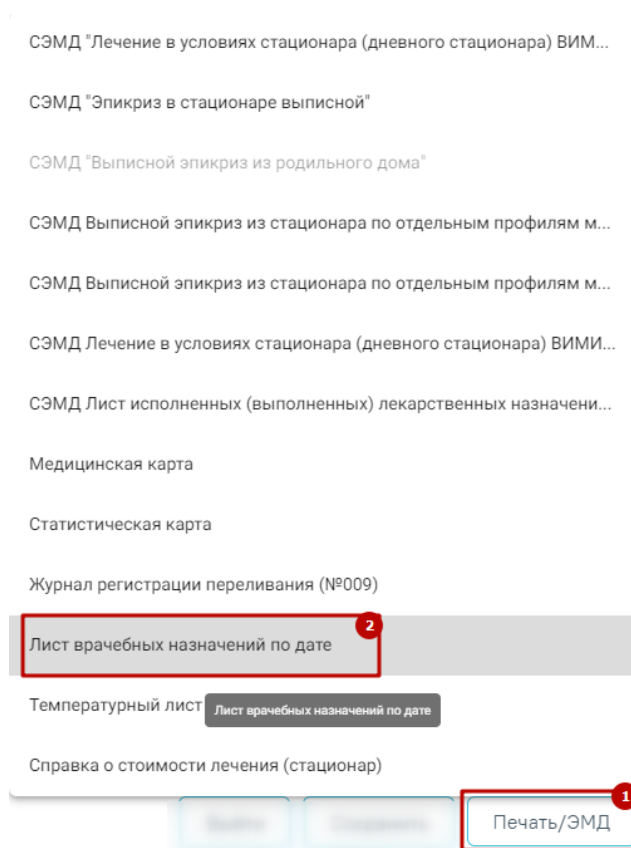 СЭМД "Лечение в условиях стационара (дневного стационара) ВИМ...
СЭМД "Эпикриз в стационаре выписной"
СЭМД "Выписной эпикриз из родильного дома"
СЭМД Выписной эпикриз из стационара по отдельным профилям м...
СЭМД Выписной эпикриз из стационара по отдельным профилям м...
СЭМД Лечение в условиях стационара (дневного стационара) ВИМИ...
СЭМД Лист исполненных (выполненных) лекарственных назначени...
Медицинская карта
Статистическая карта
Журнал регистрации переливания (№009)
2
Лист врачебных назначений по дате
Температурный лист
Лист врачебных назначений по дате
Справка о стоимости лечения (стационар)
1
Печать/ЭМД